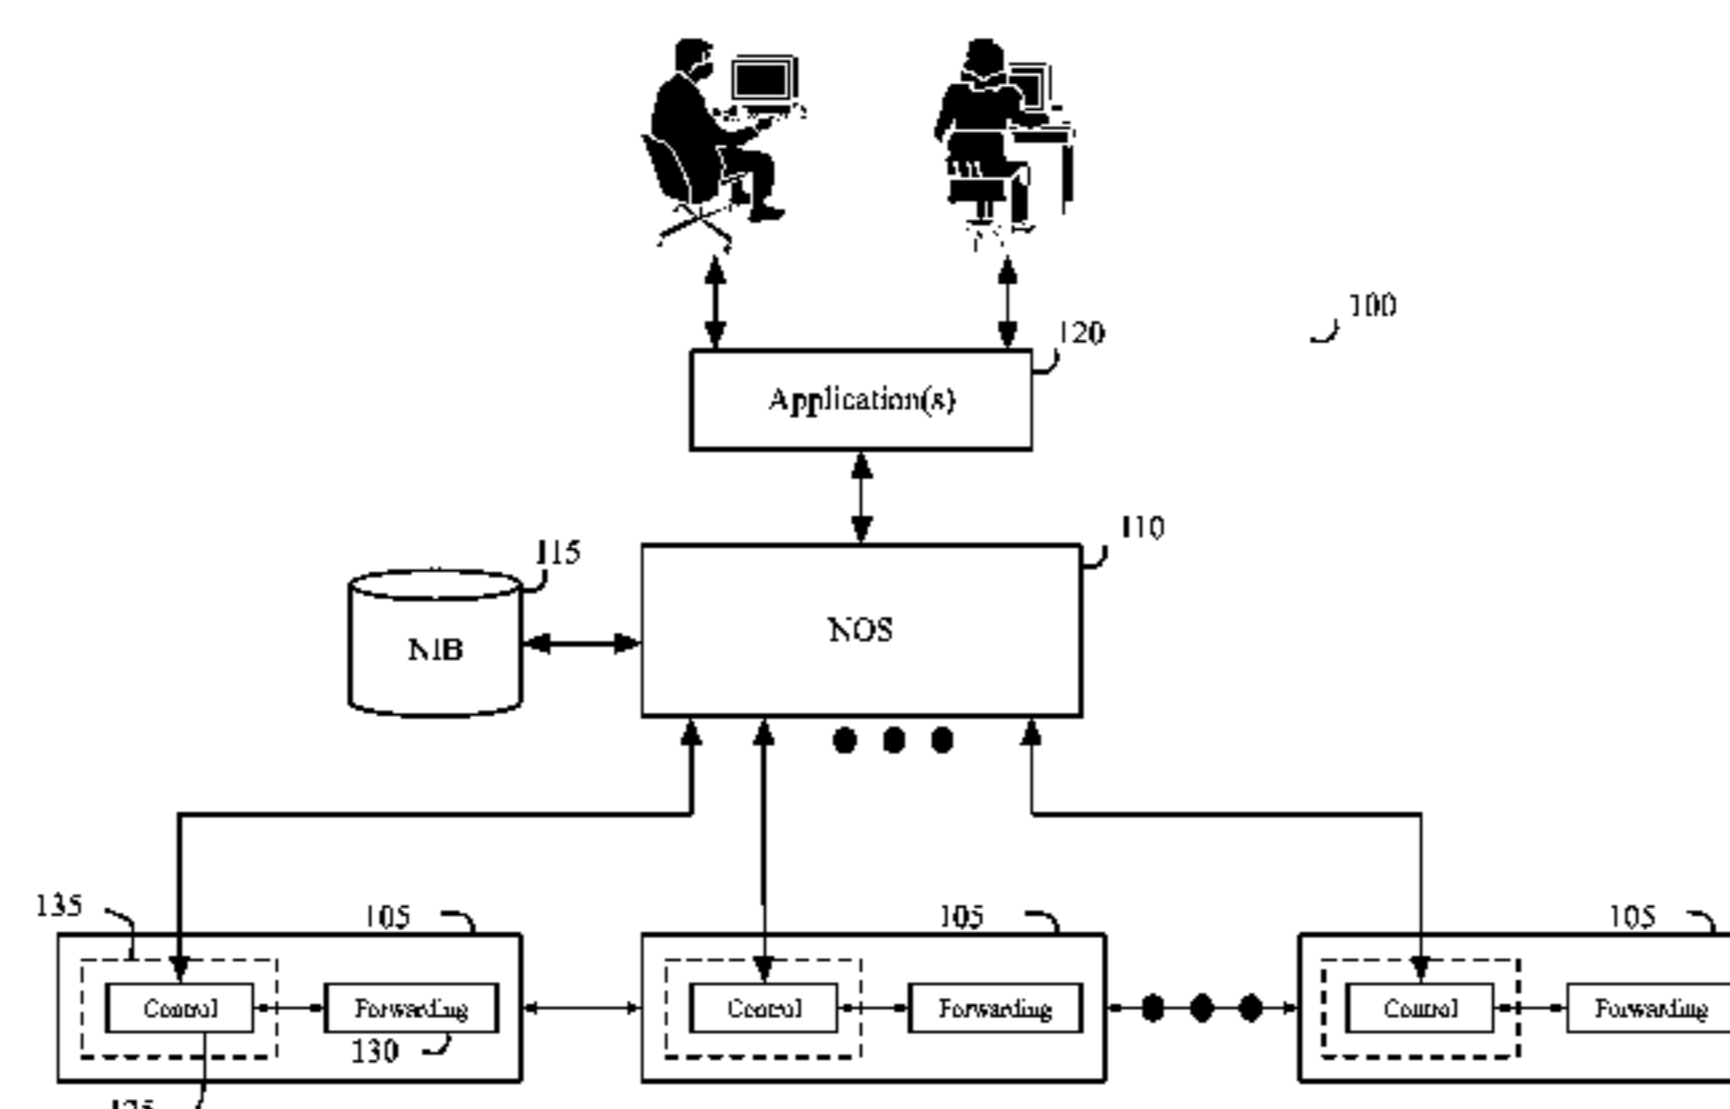 100
120
Application(s)
110
115
NOS
NIB
135
105
105
105
Control
Forwarding
Control
Forwarding
Control
Forwarding
130